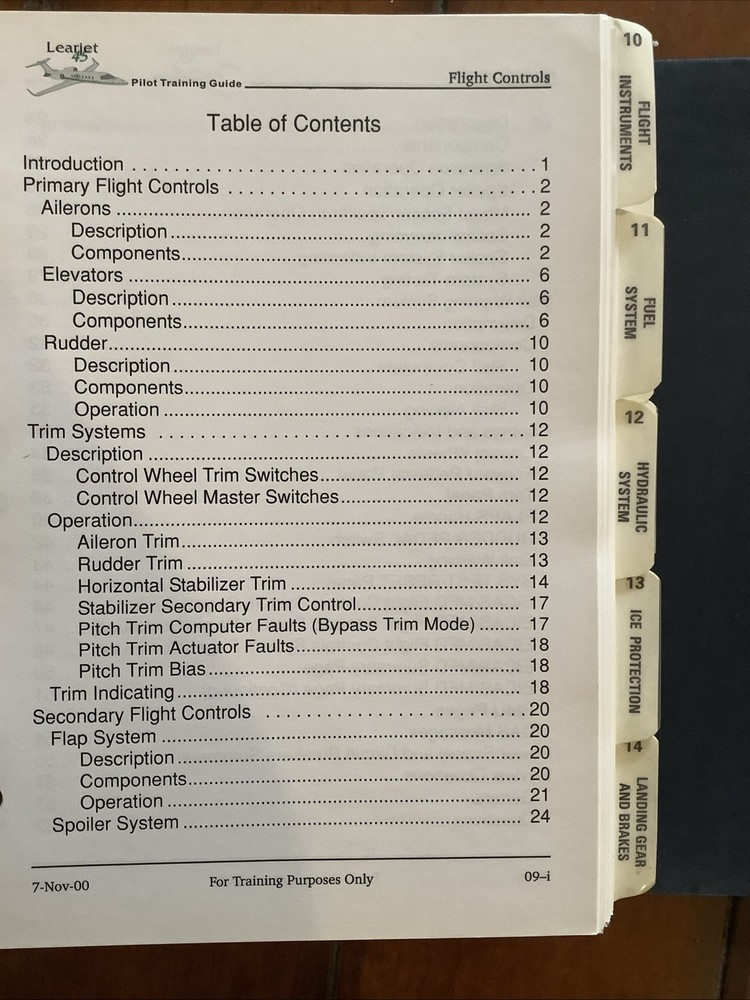 Learjet
45
Pilot Training Guide
Flight Controls
Table of Contents
Introduction . . . . . . . . . . . . . . . . . . . . . . . . . . . . . 1
Primary Flight Controls . . . . . . . . . . . . . . . . . . . . . . 2
Ailerons .......... 2
Description .......... 2
Components .......... 2
Elevators .......... 6
Description .......... 6
Components .......... 6
Rudder .......... 10
Description .......... 10
Components .......... 10
Operation .......... 10
Trim Systems . . . . . . . . . . . . . . . . . . . . . . . . . . 12
Description .......... 12
Control Wheel Trim Switches .......... 12
Control Wheel Master Switches .......... 12
Operation .......... 12
Aileron Trim .......... 13
Rudder Trim .......... 13
Horizontal Stabilizer Trim .......... 14
Stabilizer Secondary Trim Control .......... 17
Pitch Trim Computer Faults (Bypass Trim Mode) ....... 17
Pitch Trim Actuator Faults .......... 18
Pitch Trim Bias .......... 18
Trim Indicating .......... 18
Secondary Flight Controls . . . . . . . . . . . . . . . . . . . 20
Flap System .......... 20
Description .......... 20
Components .......... 20
Operation .......... 21
Spoiler System .......... 24
7-Nov-00
For Training Purposes Only
09–i
10
FLIGHT
INSTRUMENTS
11
FUEL
SYSTEM
12
HYDRAULIC
SYSTEM
13
ICE PROTECTION
14
LANDING GEAR
AND BRAKES